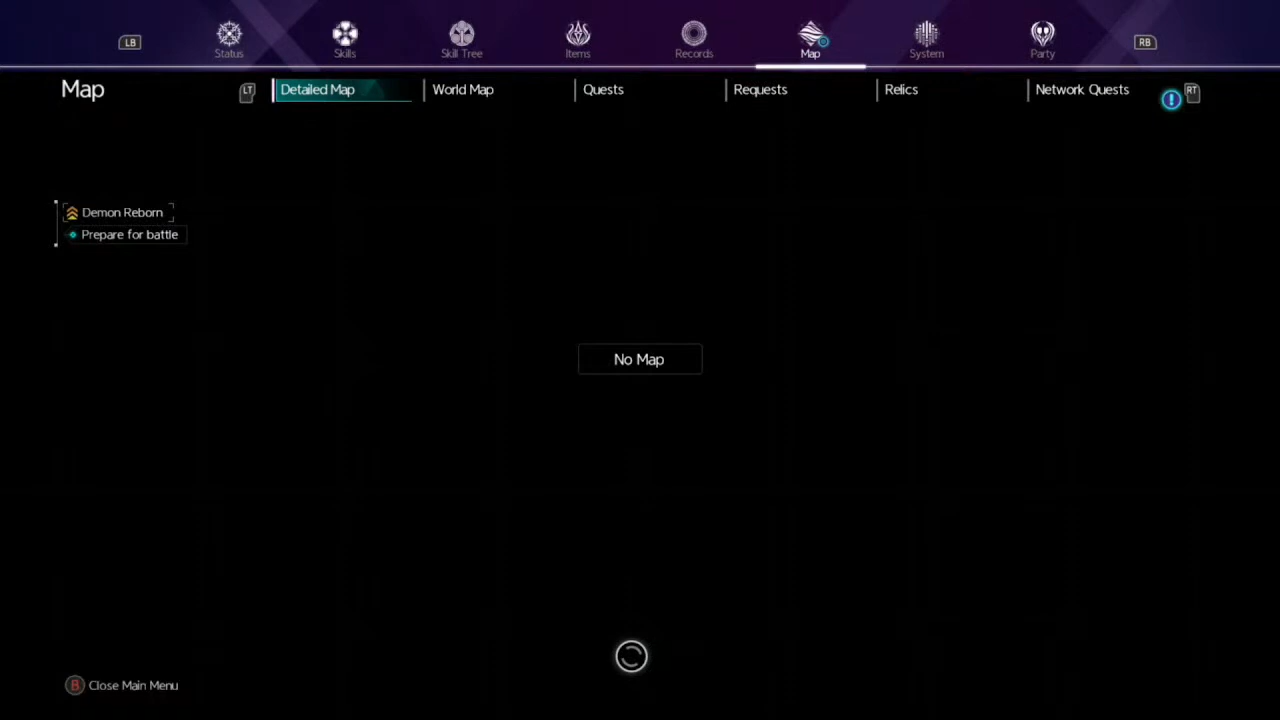 LB
Status
Skills
Skill Tree
Items
Records
Map
System
Party
RB
Map
LT
Detailed Map
World Map
Quests
Requests
Relics
Network Quests
!
RT
Demon Reborn
Prepare for battle
No Map
B Close Main Menu